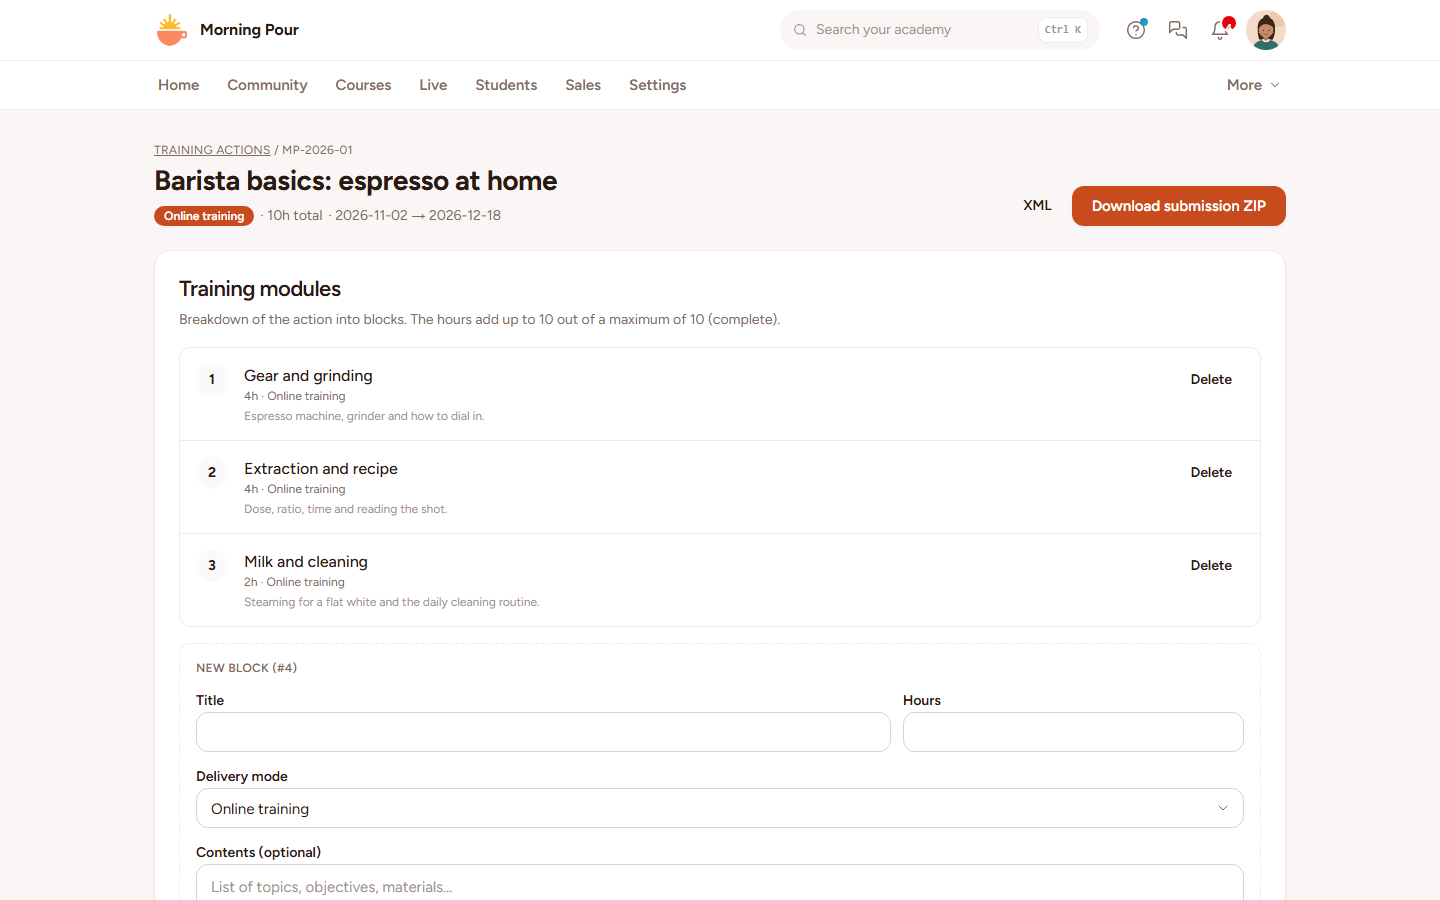 Morning Pour
Search your academy
Ctrl K
Home
Community
Courses
Live
Students
Sales
Settings
More
TRAINING ACTIONS / MP-2026-01
Barista basics: espresso at home
Online training · 10h total · 2026-11-02 → 2026-12-18
XML
Download submission ZIP
Training modules
Breakdown of the action into blocks. The hours add up to 10 out of a maximum of 10 (complete).
1
Gear and grinding
4h · Online training
Espresso machine, grinder and how to dial in.
Delete
2
Extraction and recipe
4h · Online training
Dose, ratio, time and reading the shot.
Delete
3
Milk and cleaning
2h · Online training
Steaming for a flat white and the daily cleaning routine.
Delete
NEW BLOCK (#4)
Title
Hours
Delivery mode
Online training
Contents (optional)
List of topics, objectives, materials...